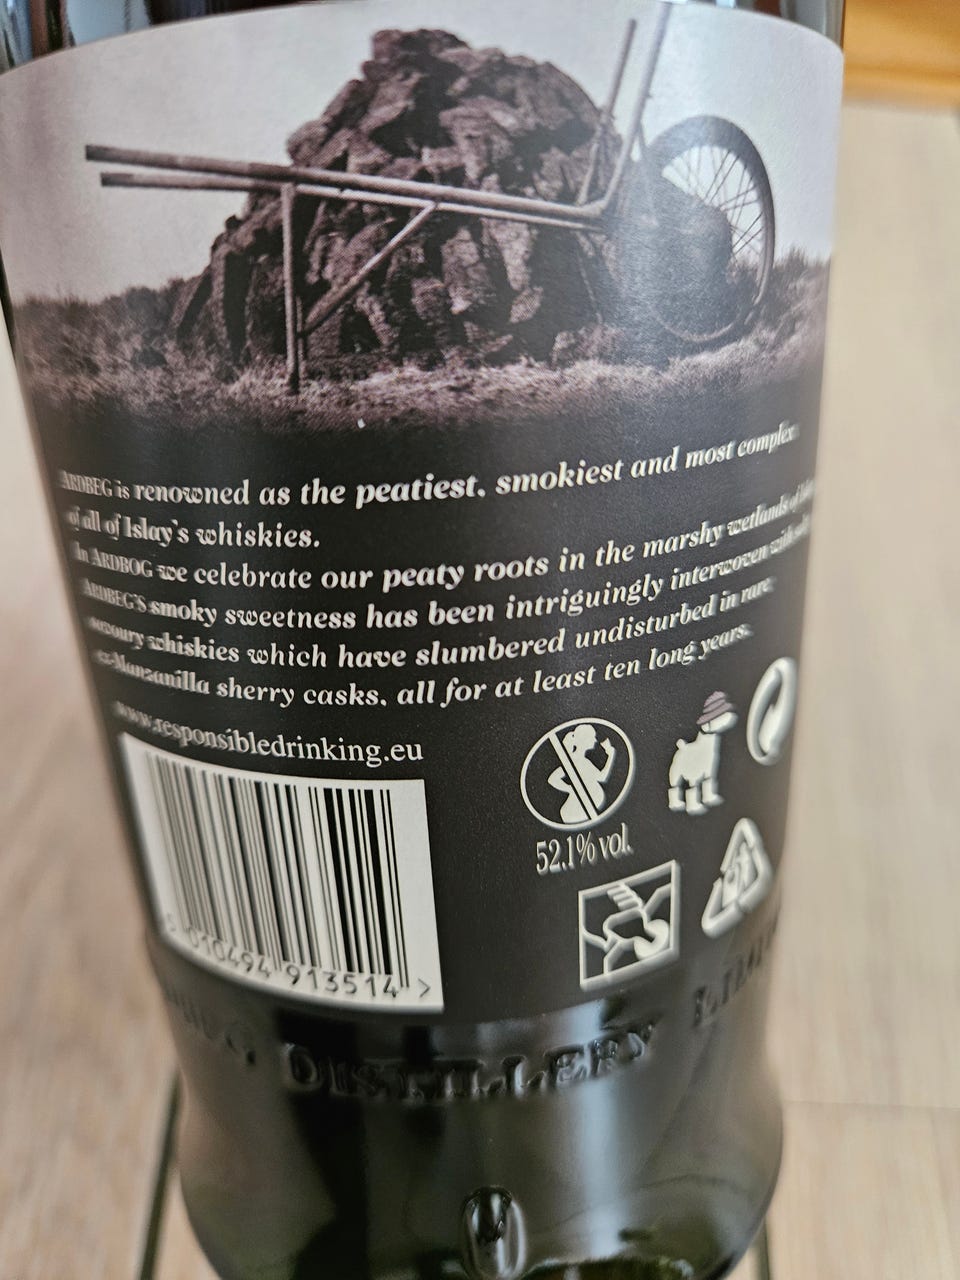 ARDBEG is renowned as the peatiest, smokiest and most complex
of all of Islay's whiskies.
In ARDBOG we celebrate our peaty roots in the marshy wetlands of
ARDBEG'S smoky sweetness has been intriguingly interwoven with
savoury whiskies which have slumbered undisturbed in rare
ex-Manzanilla sherry casks, all for at least ten long years.
www.responsibledrinking.eu
52.1% vol.
5 010494 913514 >
DISTILLERY